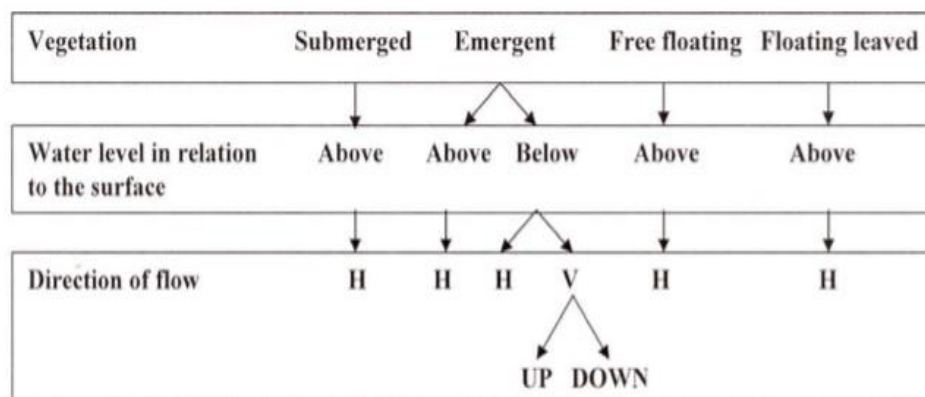 Vegetation Submerged Emergent Free floating Floating leaved
Water level in relation Above Above Below Above Above
to the surface
Direction of flow H H H V H H
UP DOWN